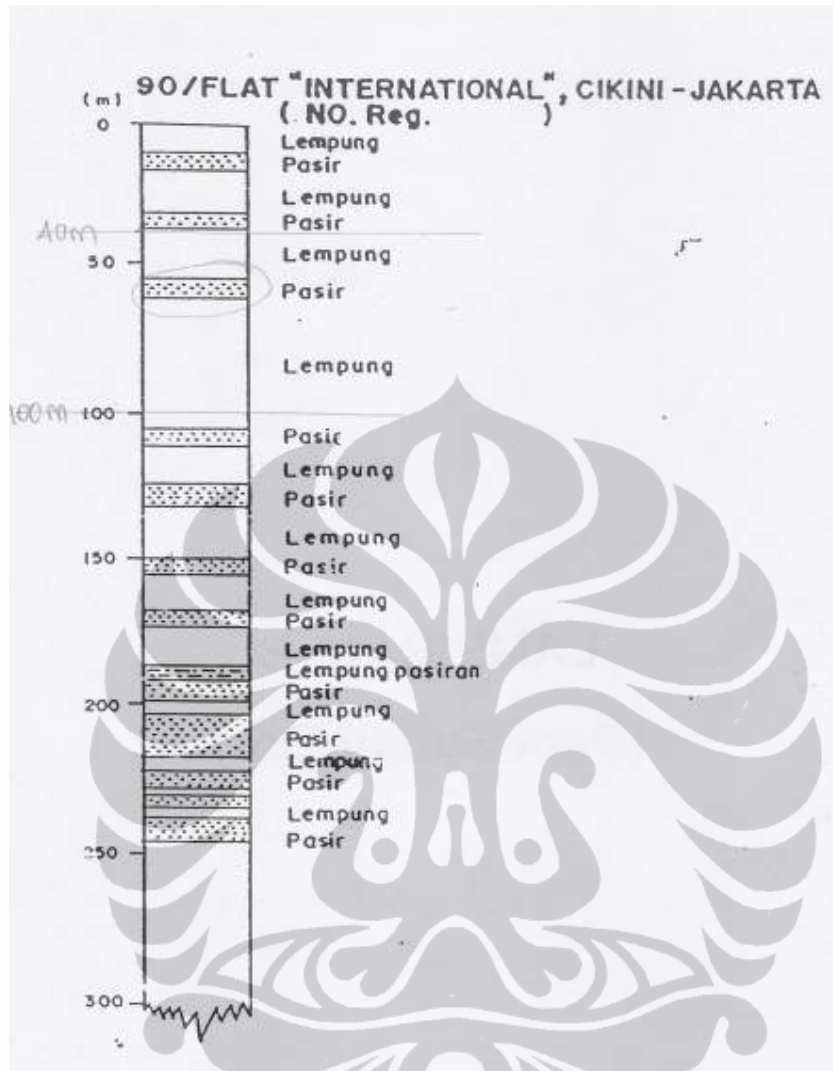 90/FLAT "INTERNATIONAL", CIKINI - JAKARTA
(m)
( NO. Reg. )
0
Lempung
Pasir
Lempung
Pasir
40m
Lempung
50
Pasir
Lempung
100m
100
Pasir
Lempung
Pasir
Lempung
150
Pasir
Lempung
Pasir
Lempung
Lempung pasiran
Pasir
200
Lempung
Pasir
Lempung
Pasir
Lempung
Pasir
250
300